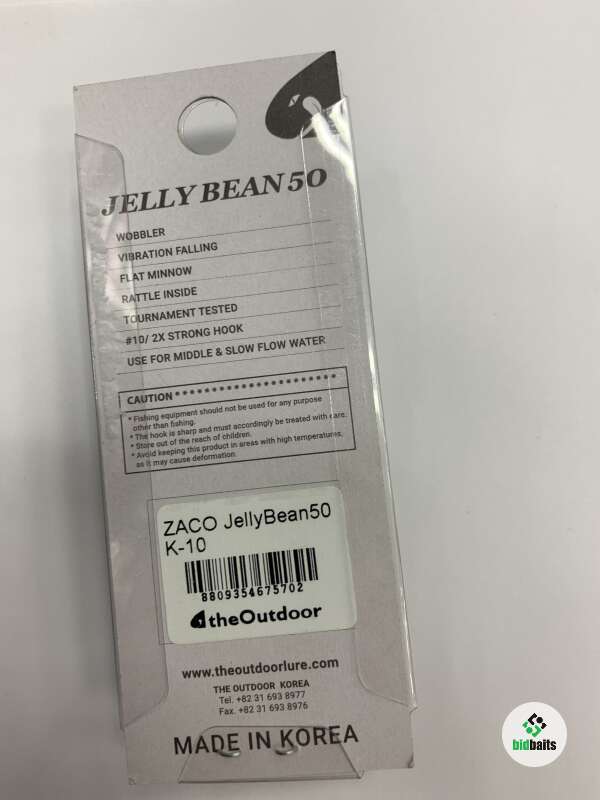 JELLY BEAN 50
WOBBLER
VIBRATION FALLING
FLAT MINNOW
RATTLE INSIDE
TOURNAMENT TESTED
#10/ 2X STRONG HOOK
USE FOR MIDDLE & SLOW FLOW WATER
CAUTION
* Fishing equipment should not be used for any purpose
other than fishing.
* The hook is sharp and must accordingly be treated with care.
* Store out of the reach of children.
* Avoid keeping this product in areas with high temperatures,
as it may cause deformation.
ZACO JellyBean50
K-10
8809354675702
theOutdoor
www.theoutdoorlure.com
THE OUTDOOR KOREA
Tel. +82 31 693 8977
Fax. +82 31 693 8976
MADE IN KOREA
bidbaits